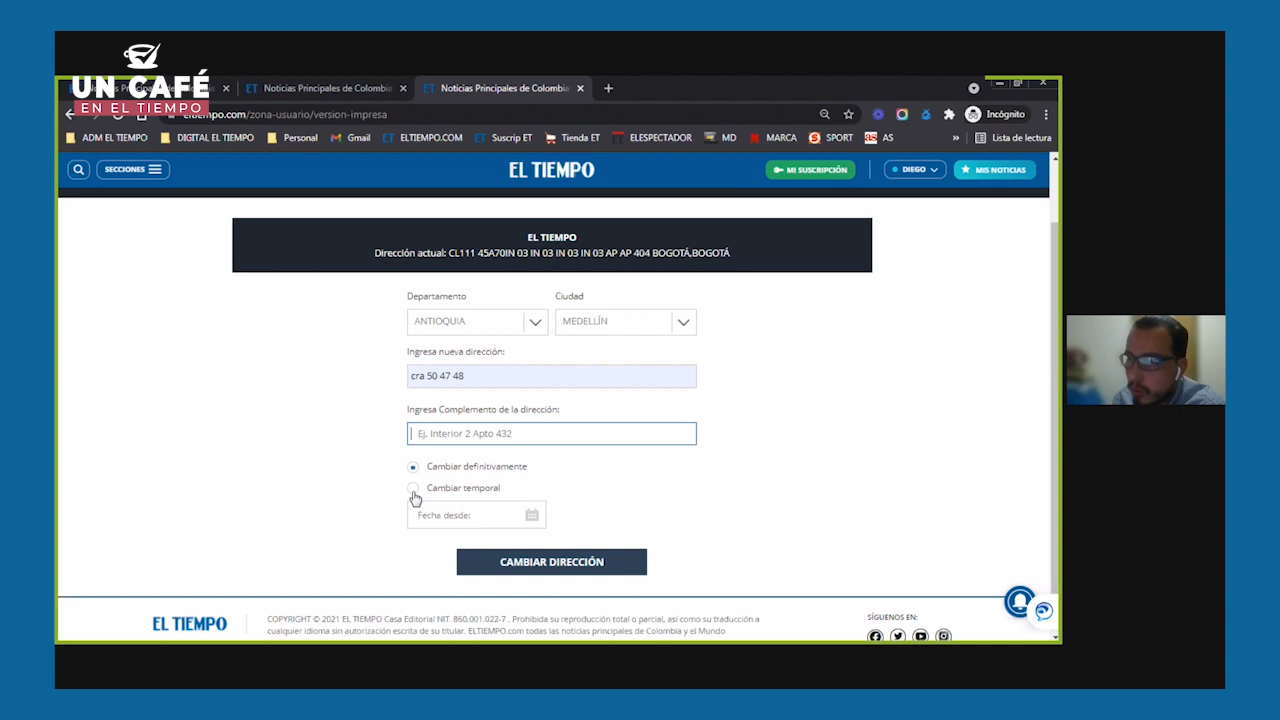 UN CAFÉ
EN EL TIEMPO
Noticias Principales de Colombia
Noticias Principales de Colombia
eltiempo.com/zona-usuario/version-impresa
Incógnito
ADM EL TIEMPO
DIGITAL EL TIEMPO
Personal
Gmail
ET ELTIEMPO.COM
ET Suscrip ET
Tienda ET
ELESPECTADOR
MD
MARCA
SPORT
as AS
»
Lista de lectura
SECCIONES
EL TIEMPO
MI SUSCRIPCIÓN
DIEGO
MIS NOTICIAS
EL TIEMPO
Dirección actual: CL111 45A70IN 03 IN 03 IN 03 IN 03 AP AP 404 BOGOTÁ,BOGOTÁ
Departamento
Ciudad
ANTIOQUIA
MEDELLÍN
Ingresa nueva dirección:
cra 50 47 48
Ingresa Complemento de la dirección:
Ej. Interior 2 Apto 432
Cambiar definitivamente
Cambiar temporal
Fecha desde:
CAMBIAR DIRECCIÓN
EL TIEMPO
COPYRIGHT © 2021 EL TIEMPO Casa Editorial NIT. 860.001.022-7 . Prohibida su reproducción total o parcial, así como su traducción a
cualquier idioma sin autorización escrita de su titular. ELTIEMPO.com todas las noticias principales de Colombia y el Mundo
SÍGUENOS EN: